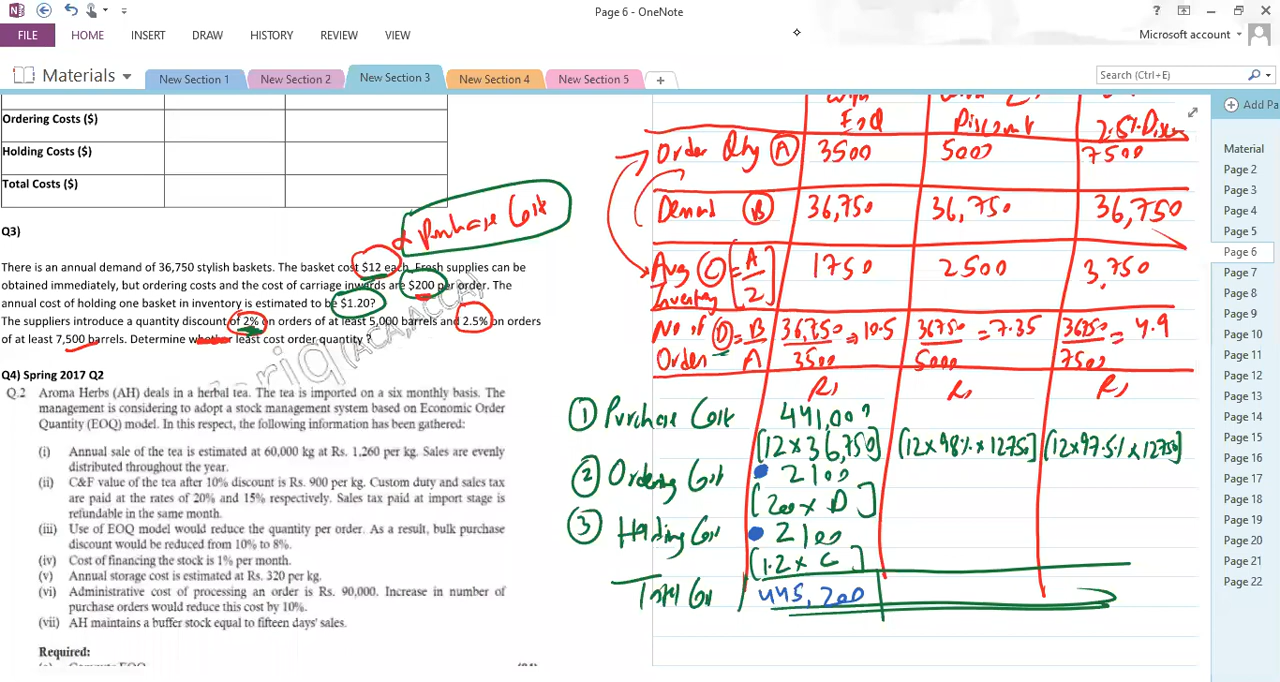 Page 6 - OneNote
FILE HOME INSERT DRAW HISTORY REVIEW VIEW
Microsoft account
Materials New Section 1 New Section 2 New Section 3 New Section 4 New Section 5
Search (Ctrl+E)
Add Pa
Material
Page 2
Page 3
Page 4
Page 5
Page 6
Page 7
Page 8
Page 9
Page 10
Page 11
Page 12
Page 13
Page 14
Page 15
Page 16
Page 17
Page 18
Page 19
Page 20
Page 21
Page 22
Ordering Costs ($)
Holding Costs ($)
Total Costs ($)
Purchase Cost
Q3)
There is an annual demand of 36,750 stylish baskets. The basket cost $12 each. Fresh supplies can be
obtained immediately, but ordering costs and the cost of carriage inwards are $200 per order. The
annual cost of holding one basket in inventory is estimated to be $1.20?
The suppliers introduce a quantity discount of 2% on orders of at least 5,000 barrels and 2.5% on orders
of at least 7,500 barrels. Determine whether least cost order quantity ?
(ACA,MCCA)
Q4) Spring 2017 Q2
Q.2 Aroma Herbs (AH) deals in a herbal tea. The tea is imported on a six monthly basis. The
management is considering to adopt a stock management system based on Economic Order
Quantity (EOQ) model. In this respect, the following information has been gathered:
(i) Annual sale of the tea is estimated at 60,000 kg at Rs. 1,260 per kg. Sales are evenly
distributed throughout the year.
(ii) C&F value of the tea after 10% discount is Rs. 900 per kg. Custom duty and sales tax
are paid at the rates of 20% and 15% respectively. Sales tax paid at import stage is
refundable in the same month.
(iii) Use of EOQ model would reduce the quantity per order. As a result, bulk purchase
discount would be reduced from 10% to 8%.
(iv) Cost of financing the stock is 1% per month.
(v) Annual storage cost is estimated at Rs. 320 per kg.
(vi) Administrative cost of processing an order is Rs. 90,000. Increase in number of
purchase orders would reduce this cost by 10%.
(vii) AH maintains a buffer stock equal to fifteen days' sales.
Required:
With
EOQ Discount 2.5% Disc
Order Qty A 3500 5000 7500
Demand B 36,750 36,750 36,750
Avg C = A/2 1750 2500 3,750
Inventory
No of D = B/A 36,750/3500 = 10.5 36750/5000 = 7.35 36750/7500 = 4.9
Order
Rs Rs Rs
1 Purchase Cost 441,000
[12 x 36,750] [12 x 98% x 12750] [12 x 97.5% x 12750]
2 Ordering Cost 2100
[200 x D]
3 Holding Cost 2100
[1.2 x C]
Total Cost 445,200